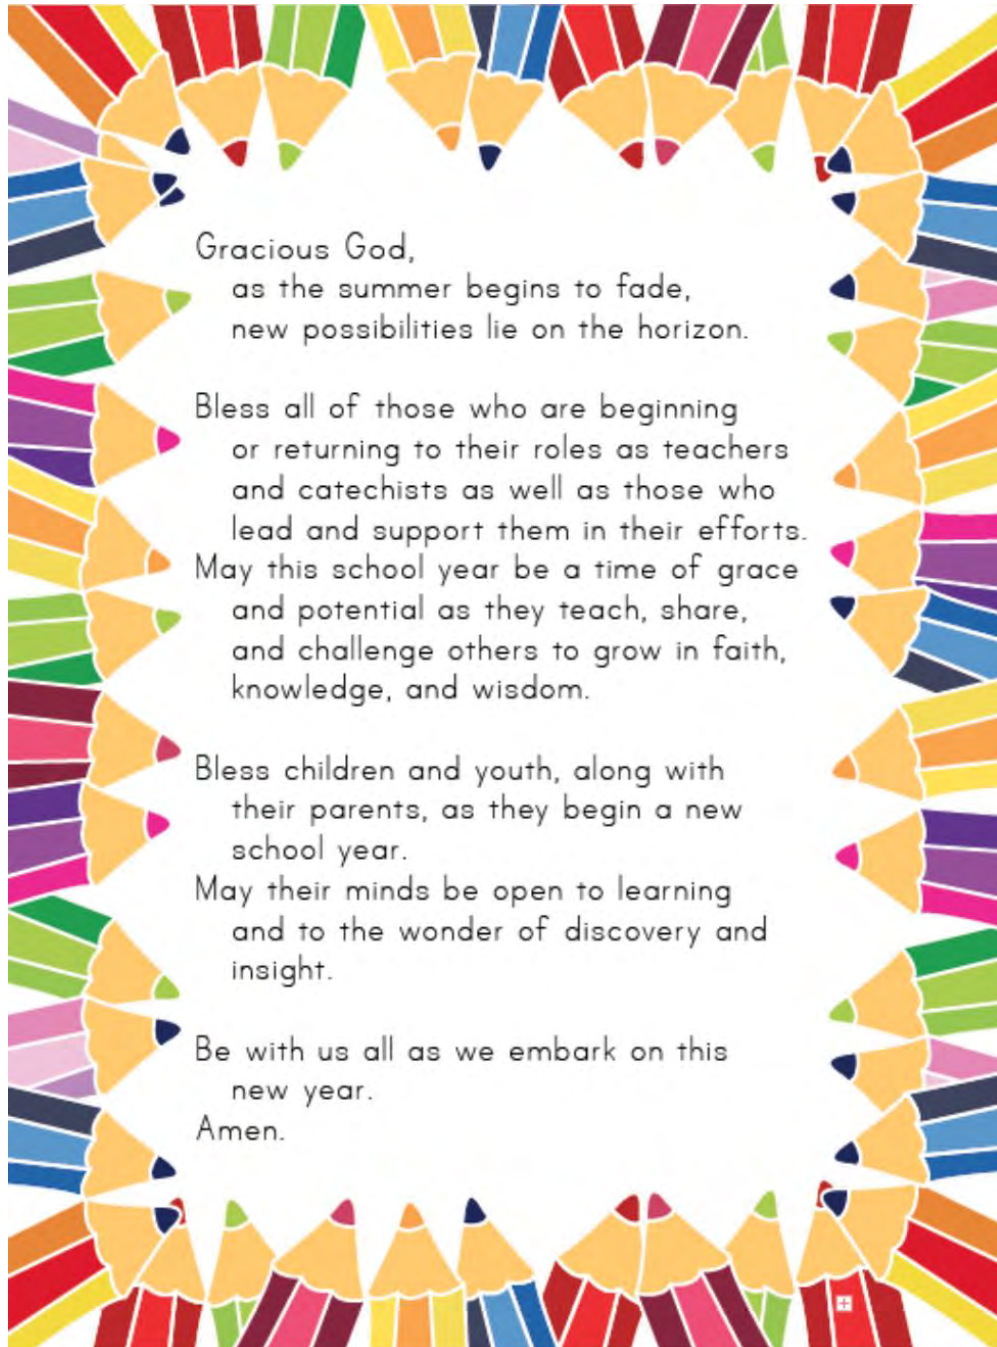 Gracious God,
as the summer begins to fade,
new possibilities lie on the horizon.
Bless all of those who are beginning
or returning to their roles as teachers
and catechists as well as those who
lead and support them in their efforts.
May this school year be a time of grace
and potential as they teach, share,
and challenge others to grow in faith,
knowledge, and wisdom.
Bless children and youth, along with
their parents, as they begin a new
school year.
May their minds be open to learning
and to the wonder of discovery and
insight.
Be with us all as we embark on this
new year.
Amen.